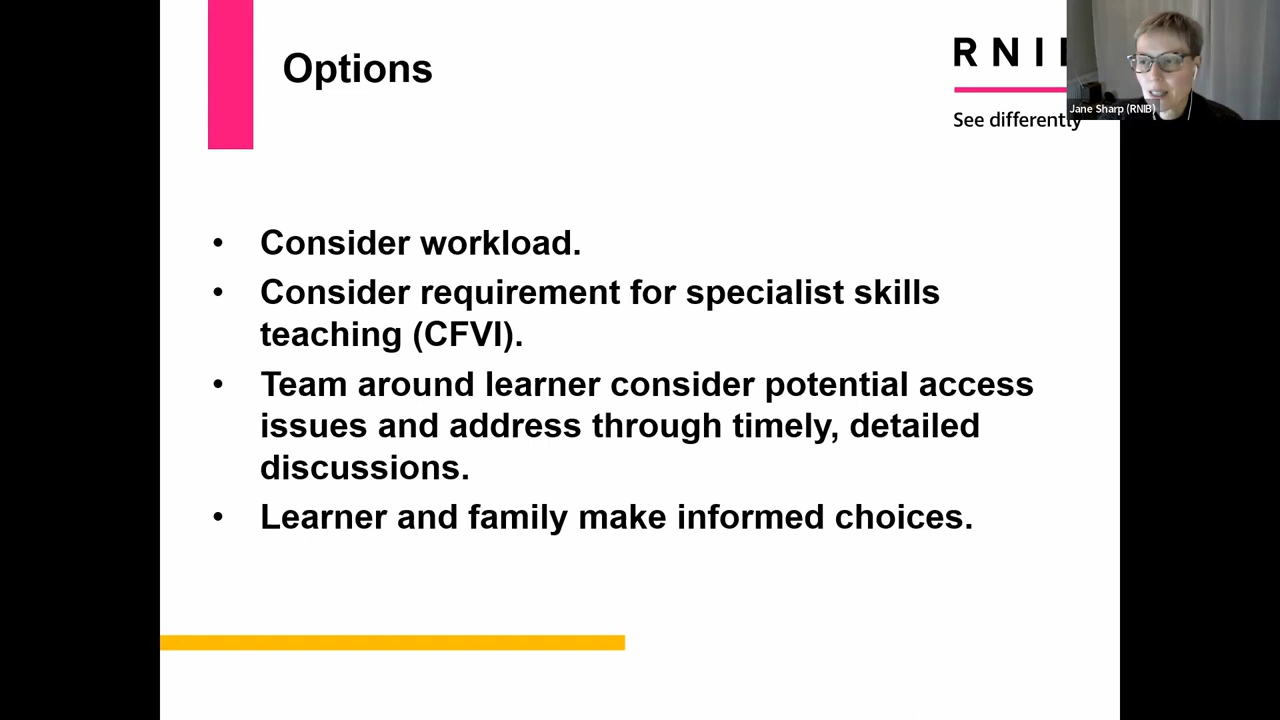 Options
RNI
See differently
Jane Sharp (RNIB)
• Consider workload.
• Consider requirement for specialist skills
teaching (CFVI).
• Team around learner consider potential access
issues and address through timely, detailed
discussions.
• Learner and family make informed choices.